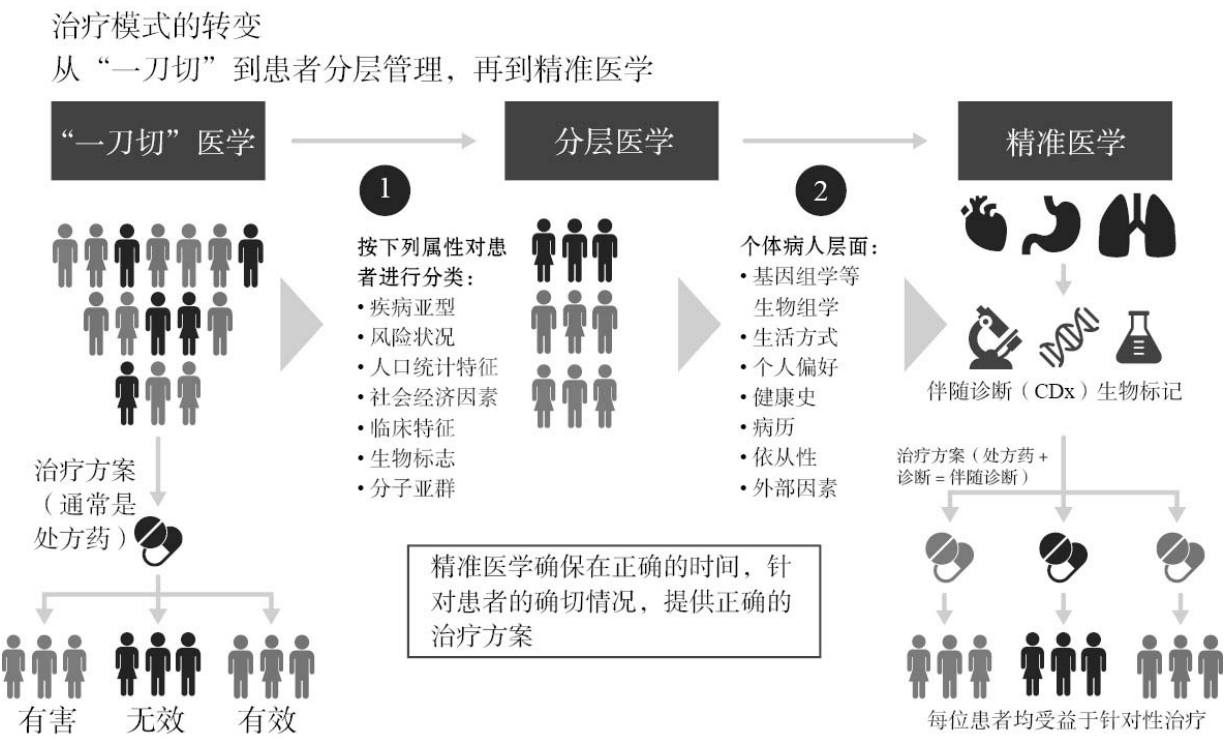 治疗模式的转变
从“一刀切”到患者分层管理，再到精准医学
“一刀切”医学
分层医学
精准医学
1
按下列属性对患
者进行分类：
• 疾病亚型
• 风险状况
• 人口统计特征
• 社会经济因素
• 临床特征
• 生物标志
• 分子亚群
2
个体病人层面：
• 基因组学等
生物组学
• 生活方式
• 个人偏好
• 健康史
• 病历
• 依从性
• 外部因素
伴随诊断（CDx）生物标记
治疗方案
（通常是
处方药）
治疗方案（处方药 +
诊断 = 伴随诊断）
精准医学确保在正确的时间，针
对患者的确切情况，提供正确的
治疗方案
有害
无效
有效
每位患者均受益于针对性治疗